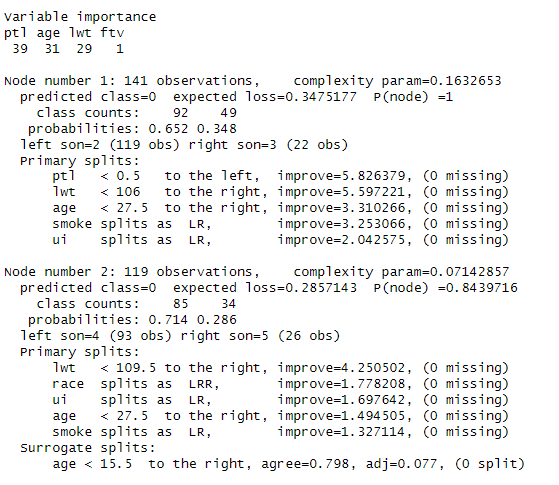 Variable importance
ptl age lwt ftv
 39  31  29   1

Node number 1: 141 observations,    complexity param=0.1632653
  predicted class=0  expected loss=0.3475177  P(node) =1
    class counts:    92    49
   probabilities: 0.652 0.348
  left son=2 (119 obs) right son=3 (22 obs)
  Primary splits:
      ptl   < 0.5   to the left,  improve=5.826379, (0 missing)
      lwt   < 106   to the right, improve=5.597221, (0 missing)
      age   < 27.5  to the right, improve=3.310266, (0 missing)
      smoke splits as  LR,        improve=3.253066, (0 missing)
      ui    splits as  LR,        improve=2.042575, (0 missing)

Node number 2: 119 observations,    complexity param=0.07142857
  predicted class=0  expected loss=0.2857143  P(node) =0.8439716
    class counts:    85    34
   probabilities: 0.714 0.286
  left son=4 (93 obs) right son=5 (26 obs)
  Primary splits:
      lwt   < 109.5 to the right, improve=4.250502, (0 missing)
      race  splits as  LRR,       improve=1.778208, (0 missing)
      ui    splits as  LR,        improve=1.697642, (0 missing)
      age   < 27.5  to the right, improve=1.494505, (0 missing)
      smoke splits as  LR,        improve=1.327114, (0 missing)
  Surrogate splits:
      age < 15.5  to the right, agree=0.798, adj=0.077, (0 split)